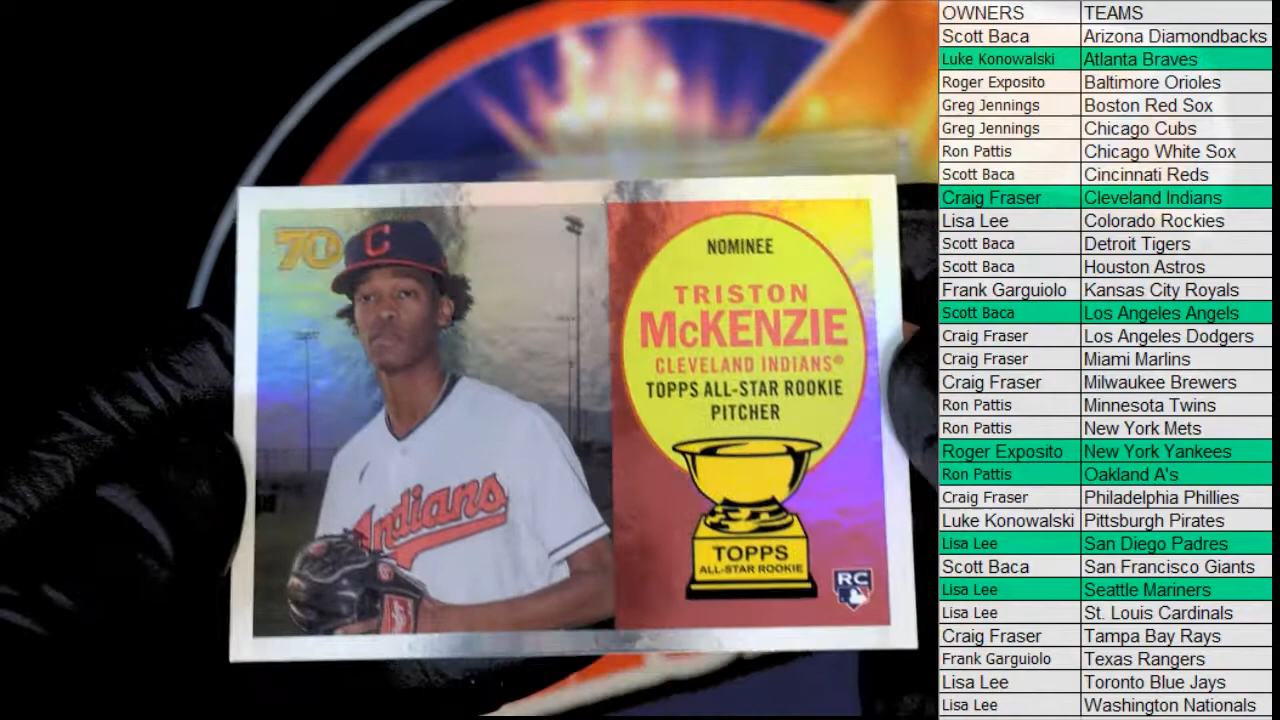 70
C
Indians
NOMINEE
TRISTON
McKENZIE
CLEVELAND INDIANS®
TOPPS ALL-STAR ROOKIE
PITCHER
TOPPS
ALL-STAR ROOKIE
RC
OWNERS TEAMS
Scott Baca Arizona Diamondbacks
Luke Konowalski Atlanta Braves
Roger Exposito Baltimore Orioles
Greg Jennings Boston Red Sox
Greg Jennings Chicago Cubs
Ron Pattis Chicago White Sox
Scott Baca Cincinnati Reds
Craig Fraser Cleveland Indians
Lisa Lee Colorado Rockies
Scott Baca Detroit Tigers
Scott Baca Houston Astros
Frank Garguiolo Kansas City Royals
Scott Baca Los Angeles Angels
Craig Fraser Los Angeles Dodgers
Craig Fraser Miami Marlins
Craig Fraser Milwaukee Brewers
Ron Pattis Minnesota Twins
Ron Pattis New York Mets
Roger Exposito New York Yankees
Ron Pattis Oakland A's
Craig Fraser Philadelphia Phillies
Luke Konowalski Pittsburgh Pirates
Lisa Lee San Diego Padres
Scott Baca San Francisco Giants
Lisa Lee Seattle Mariners
Lisa Lee St. Louis Cardinals
Craig Fraser Tampa Bay Rays
Frank Garguiolo Texas Rangers
Lisa Lee Toronto Blue Jays
Lisa Lee Washington Nationals